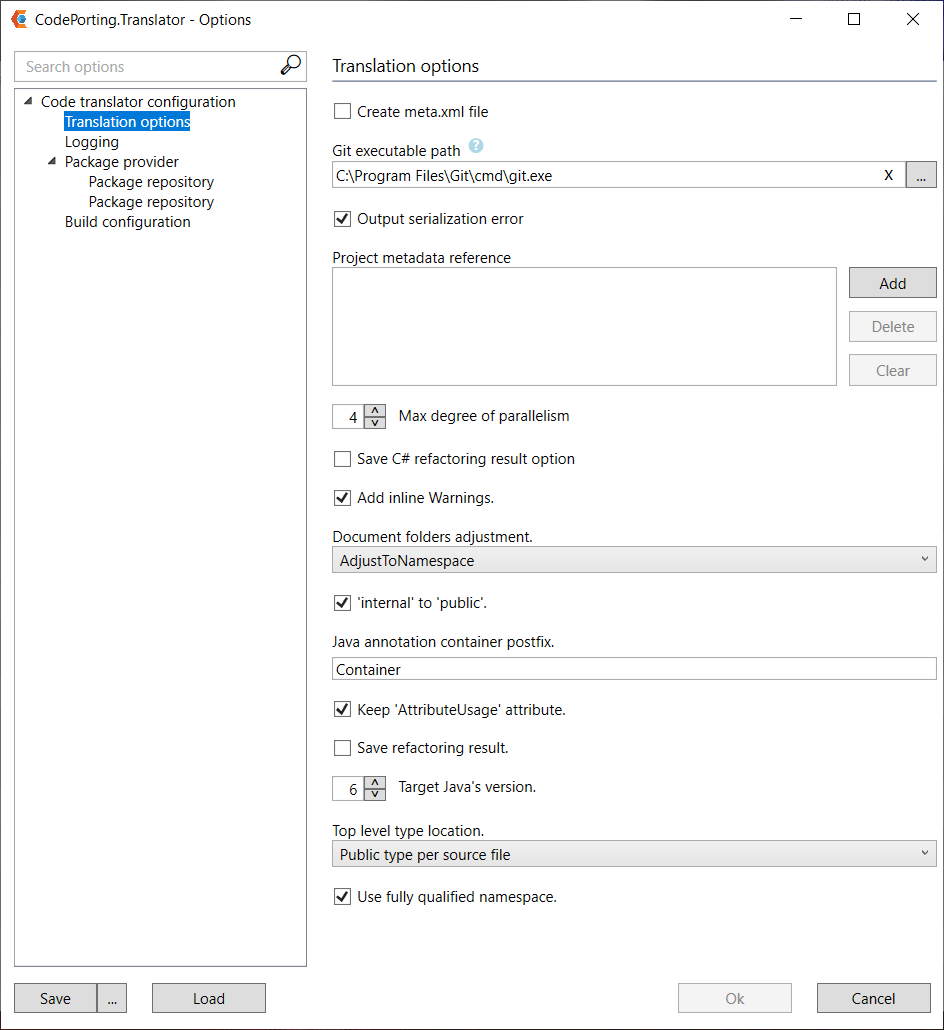 CodePorting.Translator - Options
Search options
Code translator configuration
Translation options
Logging
Package provider
Package repository
Package repository
Build configuration
Translation options
Create meta.xml file
Git executable path ?
C:\Program Files\Git\cmd\git.exe X ...
Output serialization error
Project metadata reference
Add
Delete
Clear
4 Max degree of parallelism
Save C# refactoring result option
Add inline Warnings.
Document folders adjustment.
AdjustToNamespace
'internal' to 'public'.
Java annotation container postfix.
Container
Keep 'AttributeUsage' attribute.
Save refactoring result.
6 Target Java's version.
Top level type location.
Public type per source file
Use fully qualified namespace.
Save ... Load Ok Cancel